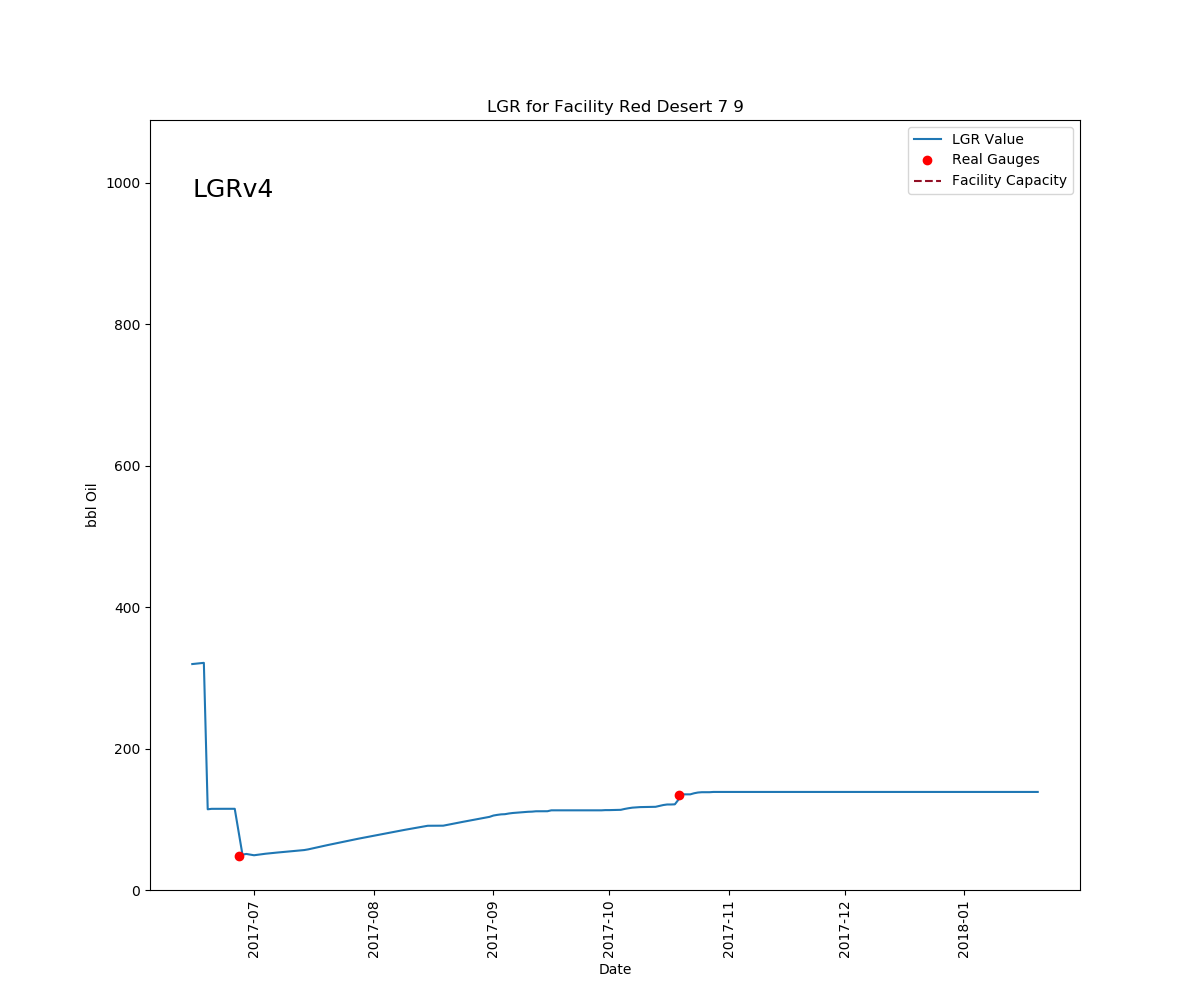 LGR for Facility Red Desert 7 9
LGR Value
Real Gauges
Facility Capacity
LGRv4
1000
800
600
400
200
0
bbl Oil
2017-07
2017-08
2017-09
2017-10
2017-11
2017-12
2018-01
Date